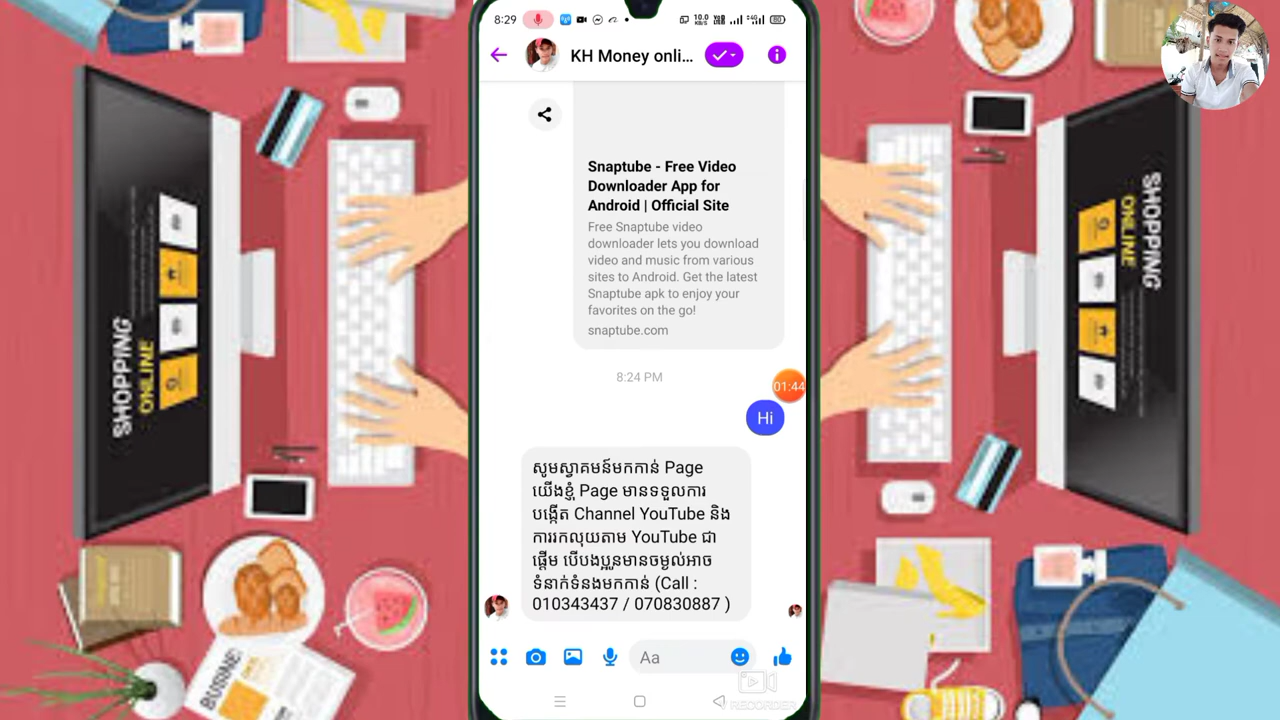 8:29
10.0
KB/S
80
KH Money onli...
Snaptube - Free Video
Downloader App for
Android | Official Site
Free Snaptube video
downloader lets you download
video and music from various
sites to Android. Get the latest
Snaptube apk to enjoy your
favorites on the go!
snaptube.com
8:24 PM
01:44
Hi
សូមស្វាគមន៍មកកាន់ Page
យើងខ្ញុំ Page មានទទួលការ
បង្កើត Channel YouTube និង
ការរកលុយតាម YouTube ជា
ផ្ដើម បើបងប្អូនមានចម្ងល់អាច
ទំនាក់ទំនងមកកាន់ (Call :
010343437 / 070830887 )
Aa
RECORDER
SHOPPING
ONLINE
SHOPPING
ONLINE